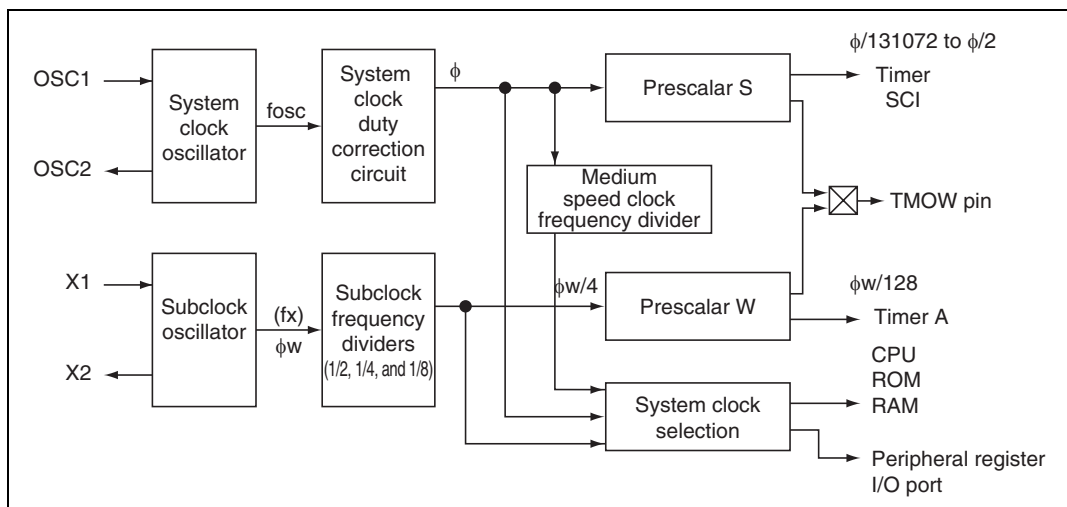 OSC1
OSC2
System
clock
oscillator
fosc
System
clock
duty
correction
circuit
ϕ
Prescalar S
ϕ/131072 to ϕ/2
Timer
SCI
Medium
speed clock
frequency divider
TMOW pin
X1
X2
Subclock
oscillator
(fx)
ϕw
Subclock
frequency
dividers
(1/2, 1/4, and 1/8)
ϕw/4
Prescalar W
ϕw/128
Timer A
System clock
selection
CPU
ROM
RAM
Peripheral register
I/O port